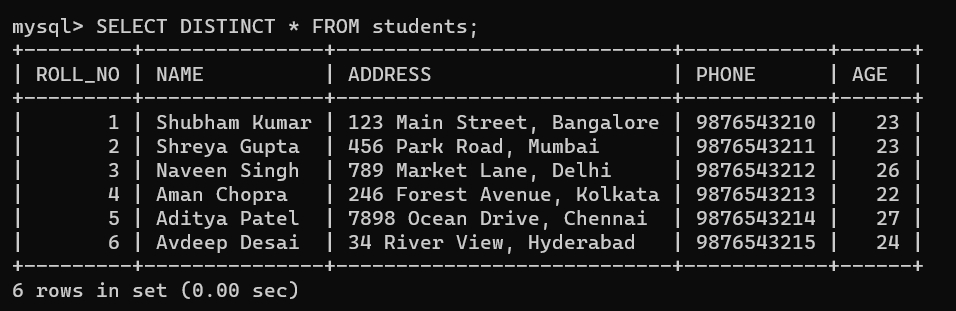 mysql> SELECT DISTINCT * FROM students;
+---------+---------------+----------------------------+------------+------+
| ROLL_NO | NAME          | ADDRESS                    | PHONE      | AGE  |
+---------+---------------+----------------------------+------------+------+
|       1 | Shubham Kumar | 123 Main Street, Bangalore | 9876543210 |   23 |
|       2 | Shreya Gupta  | 456 Park Road, Mumbai      | 9876543211 |   23 |
|       3 | Naveen Singh  | 789 Market Lane, Delhi     | 9876543212 |   26 |
|       4 | Aman Chopra   | 246 Forest Avenue, Kolkata | 9876543213 |   22 |
|       5 | Aditya Patel  | 7898 Ocean Drive, Chennai  | 9876543214 |   27 |
|       6 | Avdeep Desai  | 34 River View, Hyderabad   | 9876543215 |   24 |
+---------+---------------+----------------------------+------------+------+
6 rows in set (0.00 sec)